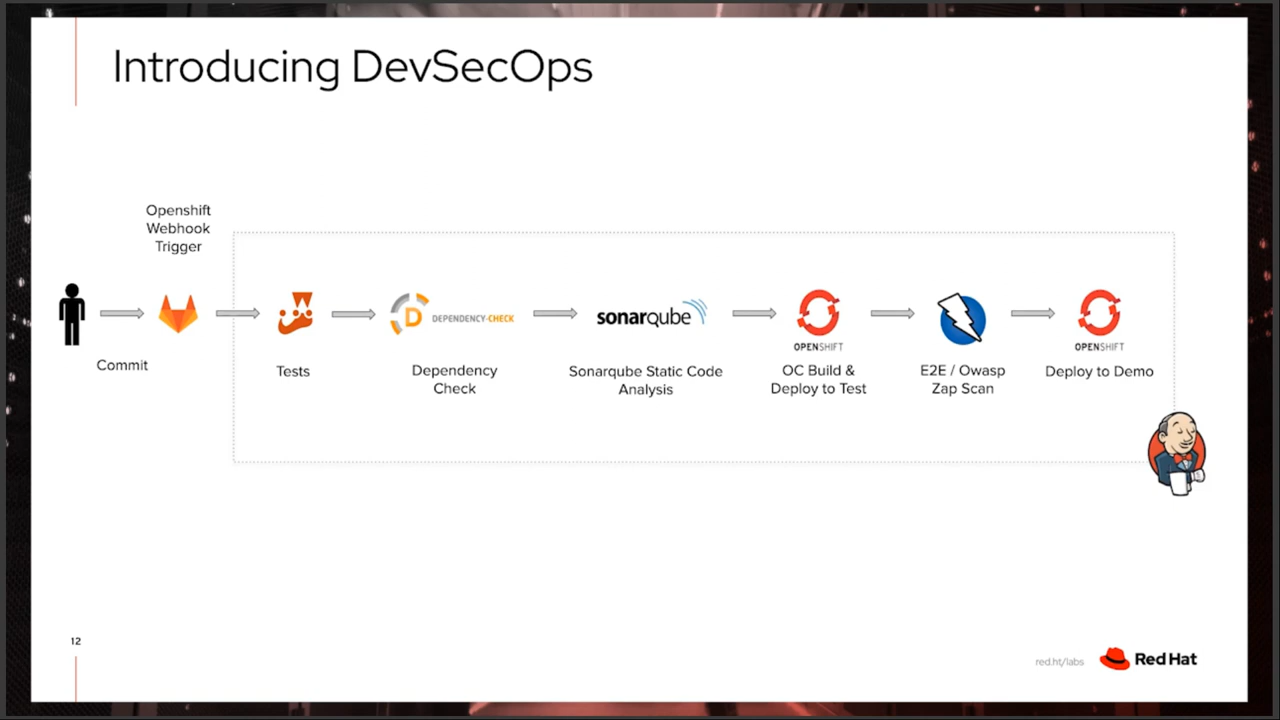 Introducing DevSecOps
Openshift
Webhook
Trigger
Commit
Tests
D DEPENDENCY-CHECK
Dependency
Check
sonarqube
Sonarqube Static Code
Analysis
OPENSHIFT
OC Build &
Deploy to Test
E2E / Owasp
Zap Scan
OPENSHIFT
Deploy to Demo
12
red.ht/labs
Red Hat